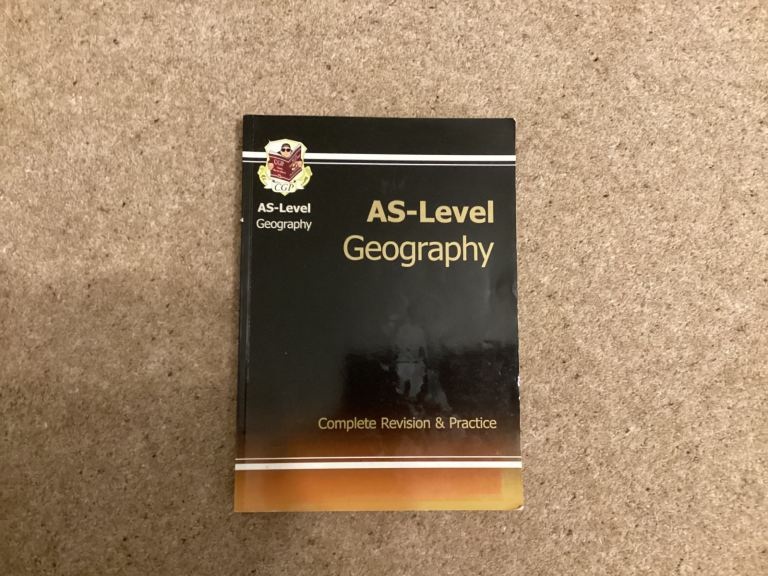 CGP
AS-Level
Geography
AS-Level
Geography
Complete Revision & Practice